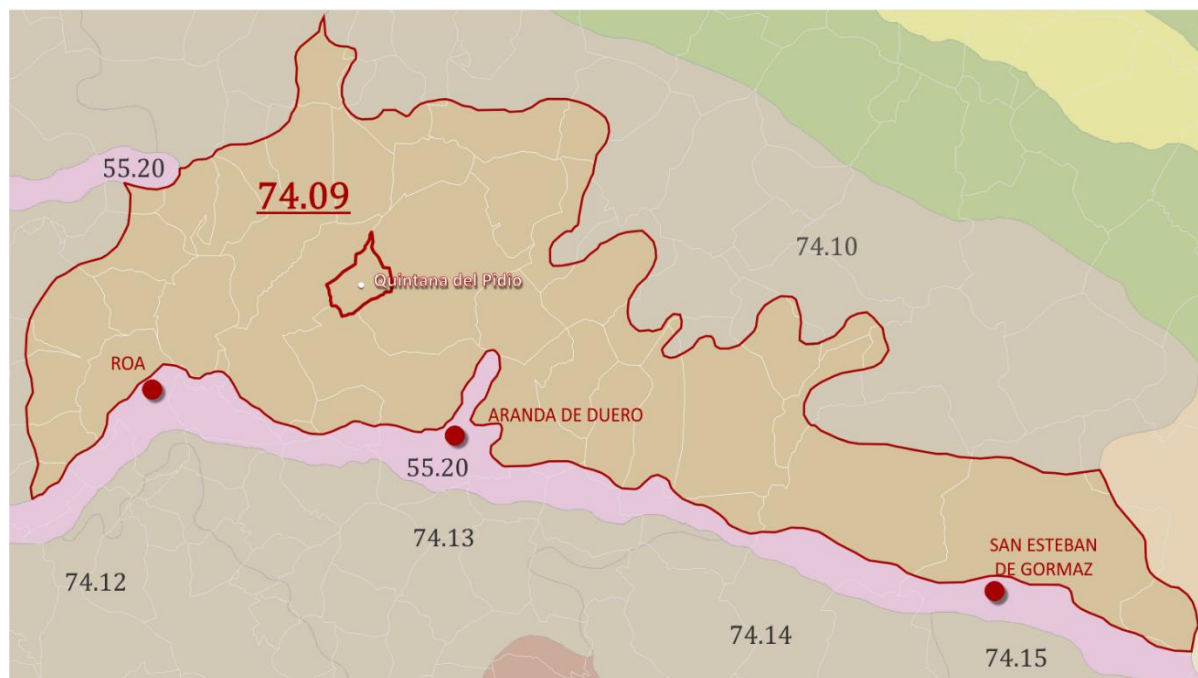 55.20
74.09
74.10
Quintana del Pidio
ROA
ARANDA DE DUERO
55.20
74.13
SAN ESTEBAN
DE GORMAZ
74.12
74.14
74.15